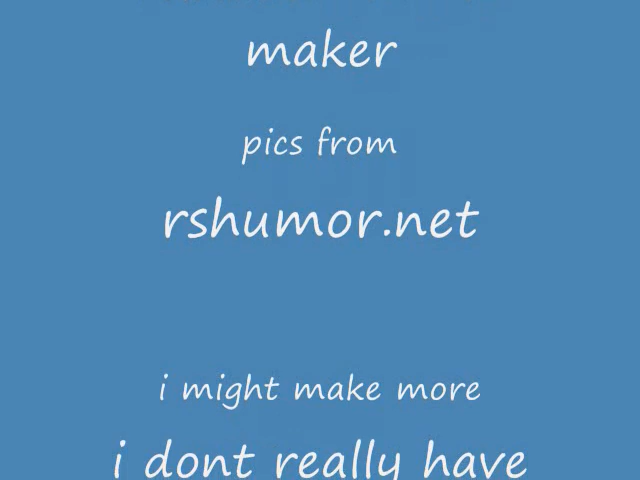 maker
pics from
rshumor.net
i might make more
i dont really have